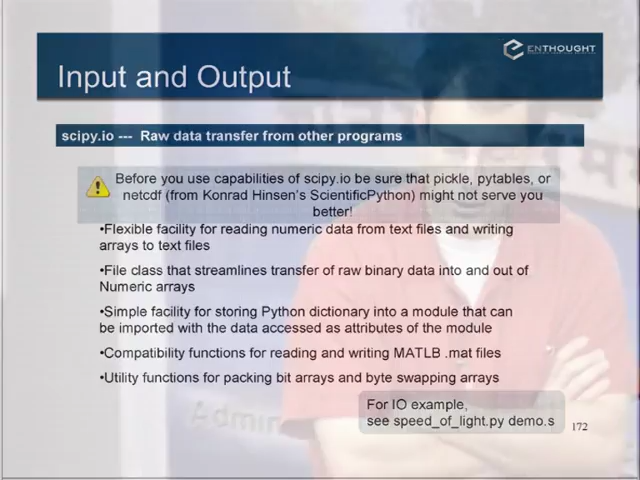 ENTHOUGHT
Input and Output
scipy.io --- Raw data transfer from other programs
Before you use capabilities of scipy.io be sure that pickle, pytables, or
netcdf (from Konrad Hinsen's ScientificPython) might not serve you
better!
•Flexible facility for reading numeric data from text files and writing
arrays to text files
•File class that streamlines transfer of raw binary data into and out of
Numeric arrays
•Simple facility for storing Python dictionary into a module that can
be imported with the data accessed as attributes of the module
•Compatibility functions for reading and writing MATLB .mat files
•Utility functions for packing bit arrays and byte swapping arrays
For IO example,
see speed_of_light.py demo.s
172